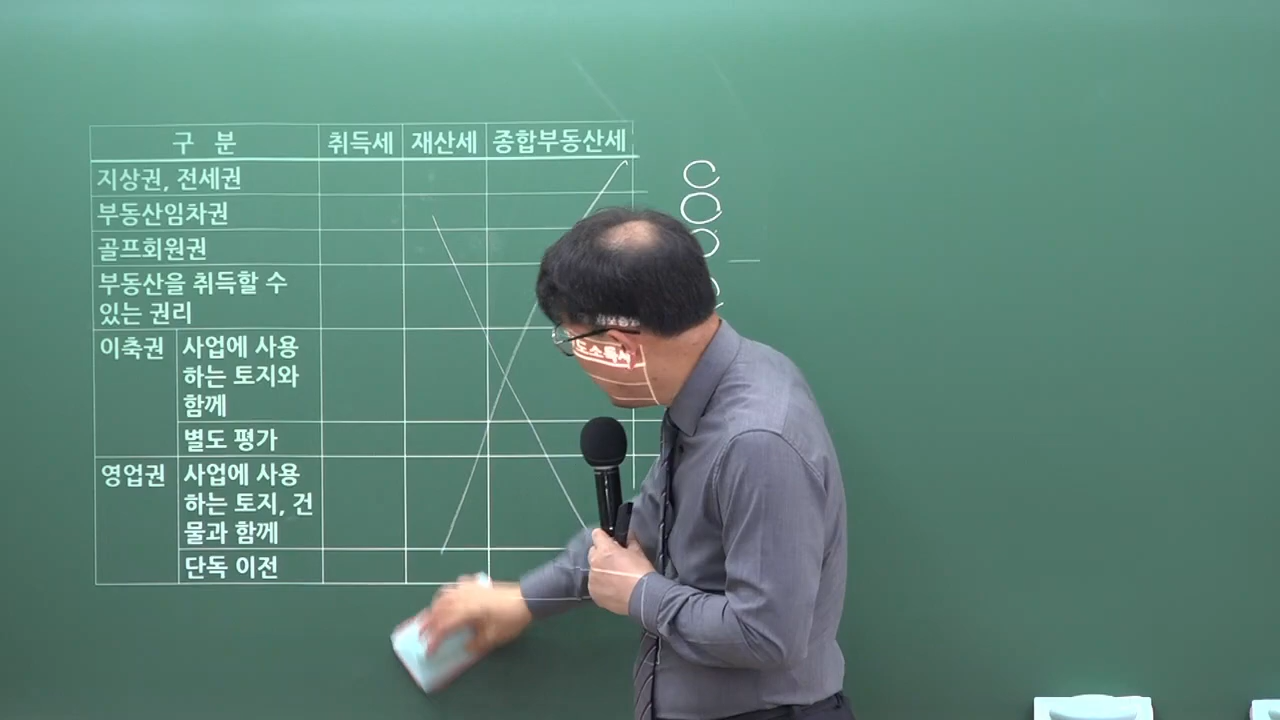 구 분 취득세 재산세 종합부동산세
지상권, 전세권
부동산임차권
골프회원권
부동산을 취득할 수
있는 권리
이축권 사업에 사용
하는 토지와
함께
별도 평가
영업권 사업에 사용
하는 토지, 건
물과 함께
단독 이전